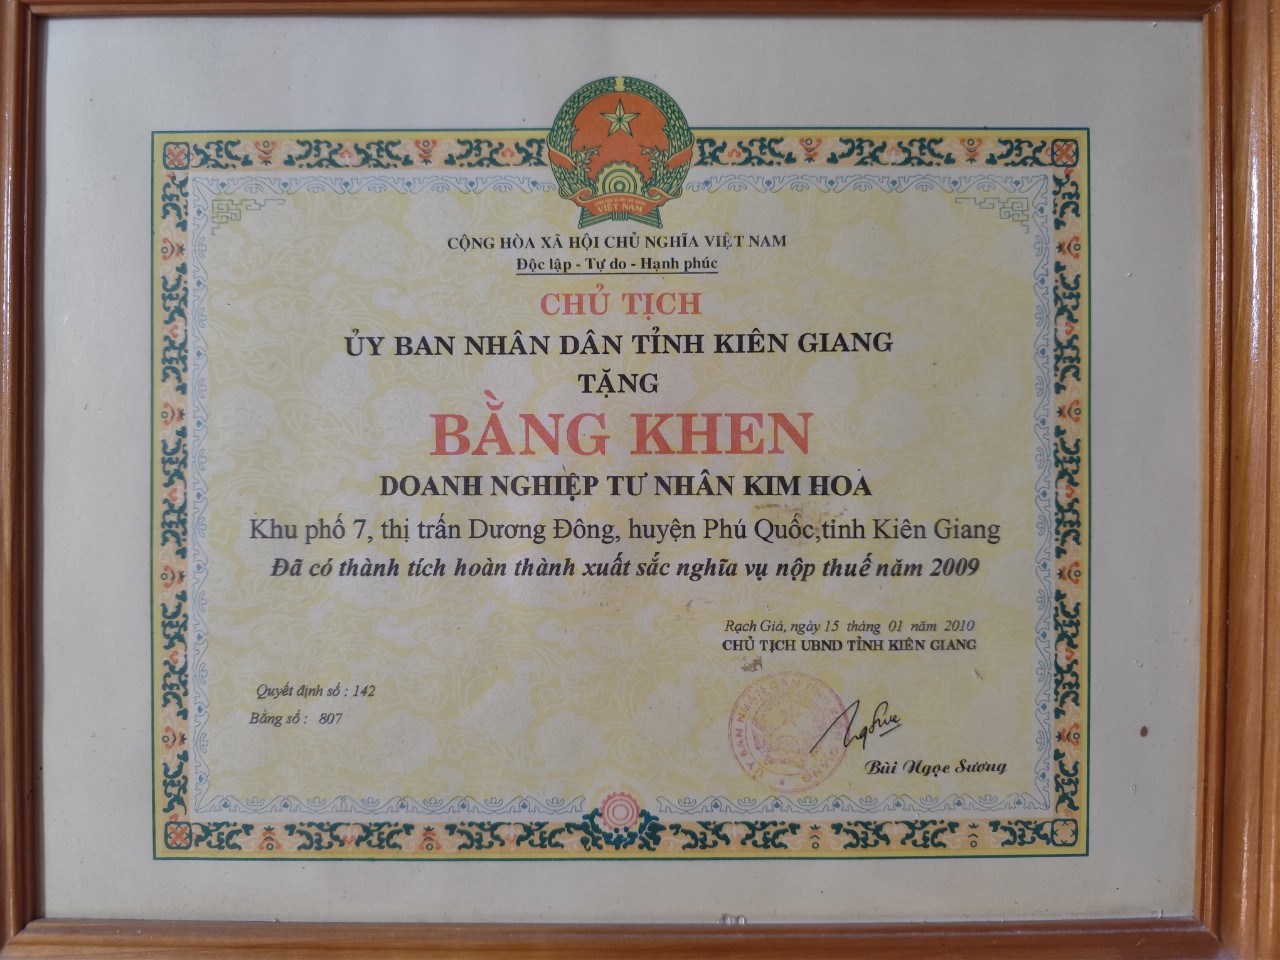 VIỆT NAM
CỘNG HÒA XÃ HỘI CHỦ NGHĨA VIỆT NAM
Độc lập - Tự do - Hạnh phúc
CHỦ TỊCH
ỦY BAN NHÂN DÂN TỈNH KIÊN GIANG
TẶNG
BẰNG KHEN
DOANH NGHIỆP TƯ NHÂN KIM HOA
Khu phố 7, thị trấn Dương Đông, huyện Phú Quốc,tỉnh Kiên Giang
Đã có thành tích hoàn thành xuất sắc nghĩa vụ nộp thuế năm 2009
Rạch Giá, ngày 15 tháng 01 năm 2010
CHỦ TỊCH UBND TỈNH KIÊN GIANG
Quyết định số : 142
Bằng số : 807
Bùi Ngọc Sương